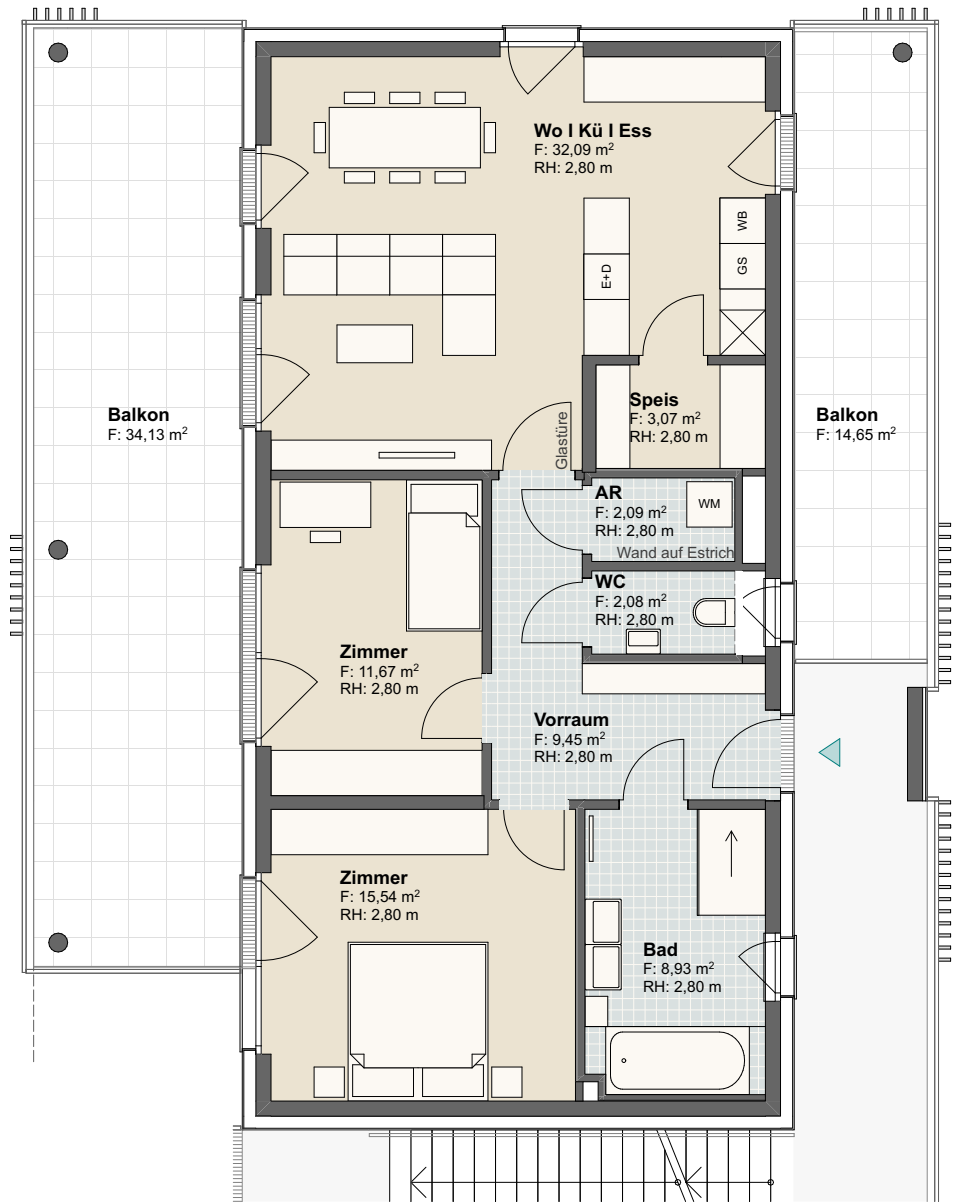 Wo I Kü I Ess
F: 32,09 m²
RH: 2,80 m
WB
GS
E+D
Balkon
F: 34,13 m²
Speis
F: 3,07 m²
RH: 2,80 m
Balkon
F: 14,65 m²
Glastüre
AR
F: 2,09 m²
RH: 2,80 m
WM
Wand auf Estrich
WC
F: 2,08 m²
RH: 2,80 m
Zimmer
F: 11,67 m²
RH: 2,80 m
Vorraum
F: 9,45 m²
RH: 2,80 m
Zimmer
F: 15,54 m²
RH: 2,80 m
Bad
F: 8,93 m²
RH: 2,80 m